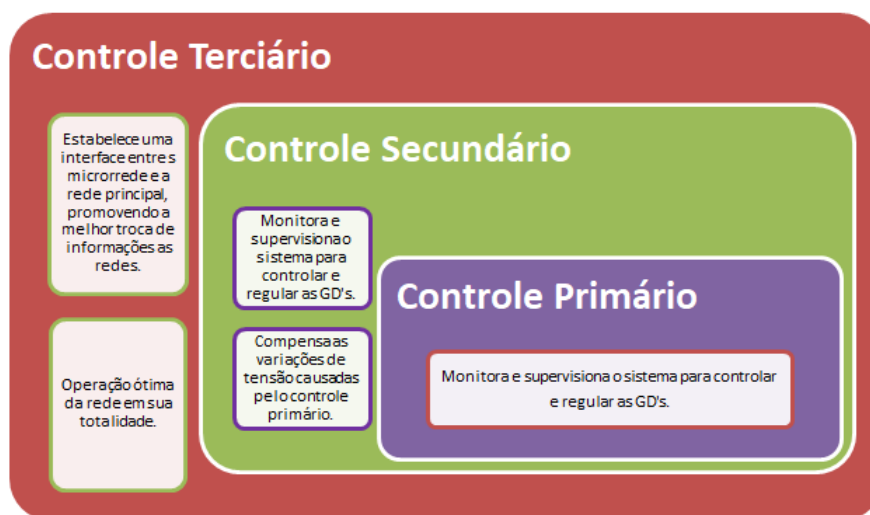 Controle Terciário
Estabelece uma
interface entre s
microrrede e a
rede principal,
promovendo a
melhor troca de
informações as
redes.
Operação ótima
da rede em sua
totalidade.
Controle Secundário
Monitora e
supervisiona o
sistema para
controlar e
regular as GD's.
Compensa as
variações de
tensão causadas
pelo controle
primário.
Controle Primário
Monitora e supervisiona o sistema para controlar
e regular as GD's.